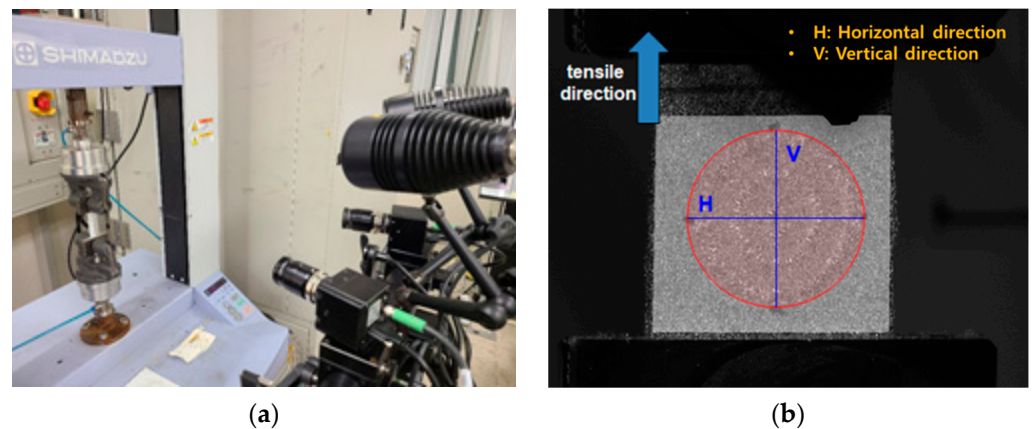 SHIMADZU
• H: Horizontal direction
• V: Vertical direction
tensile
direction
V
H
(a)
(b)